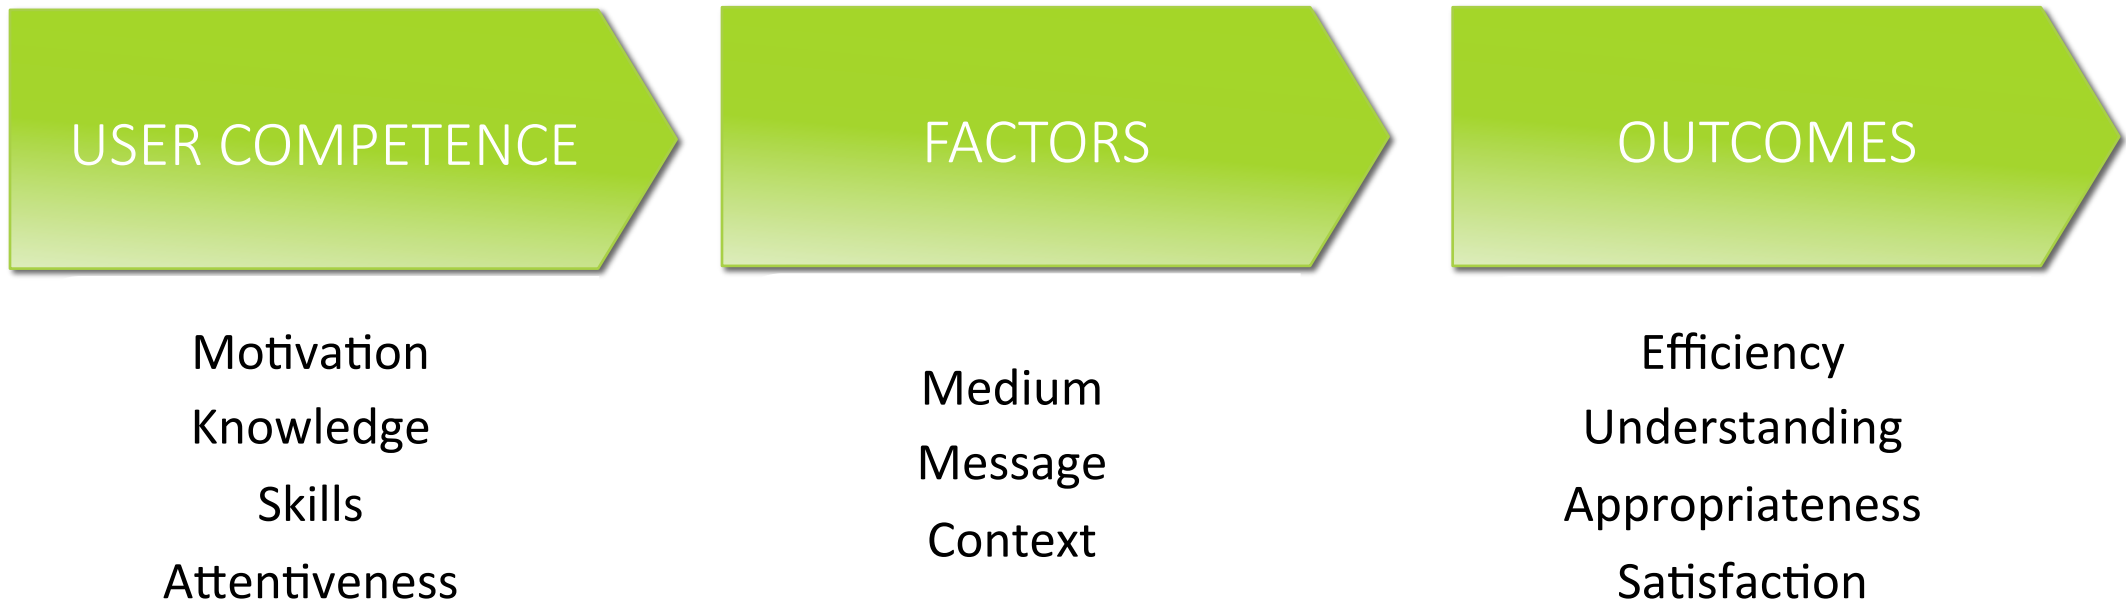 USER COMPETENCE
Motivation
Knowledge
Skills
Attentiveness
FACTORS
Medium
Message
Context
OUTCOMES
Efficiency
Understanding
Appropriateness
Satisfaction